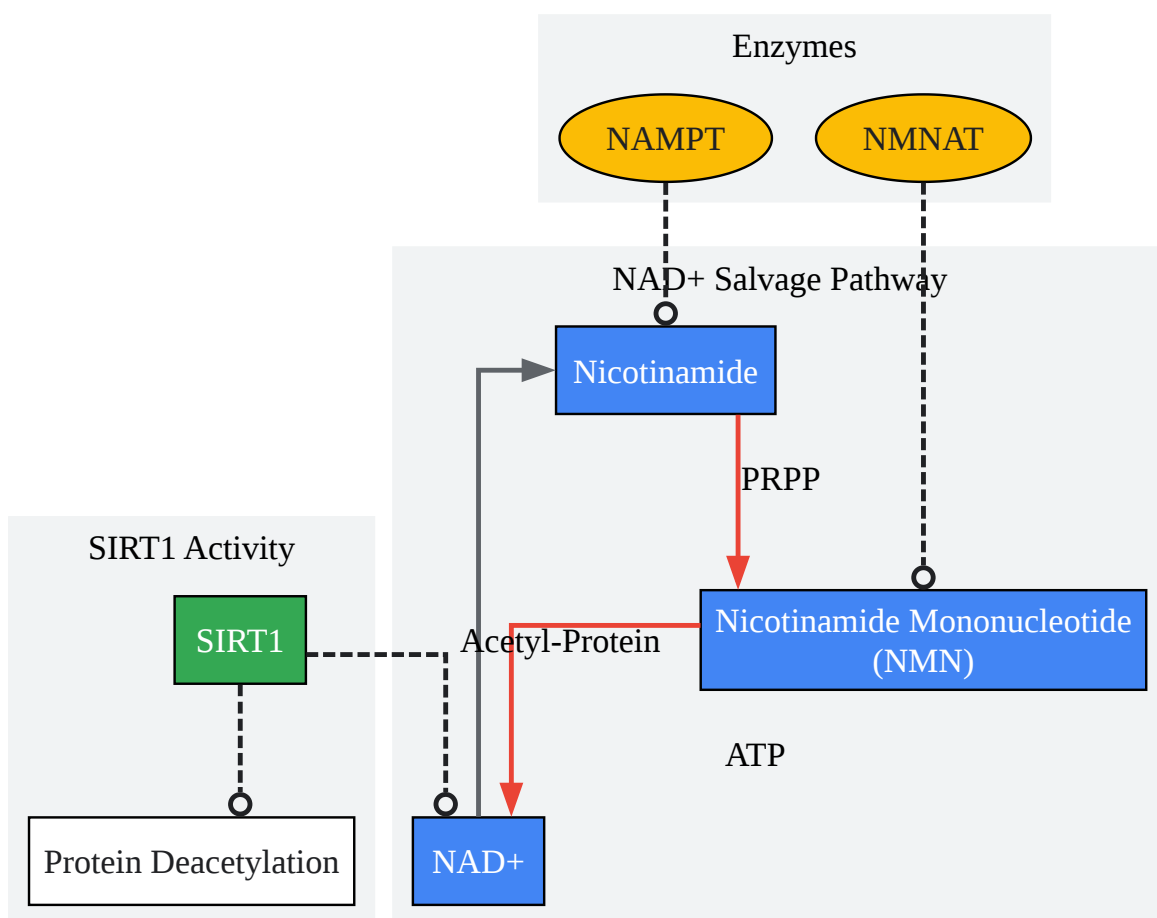 Enzymes
NAMPT
NMNAT
NAD+ Salvage Pathway
Nicotinamide
PRPP
SIRT1 Activity
SIRT1
Acetyl-Protein
Nicotinamide Mononucleotide
(NMN)
ATP
Protein Deacetylation
NAD+